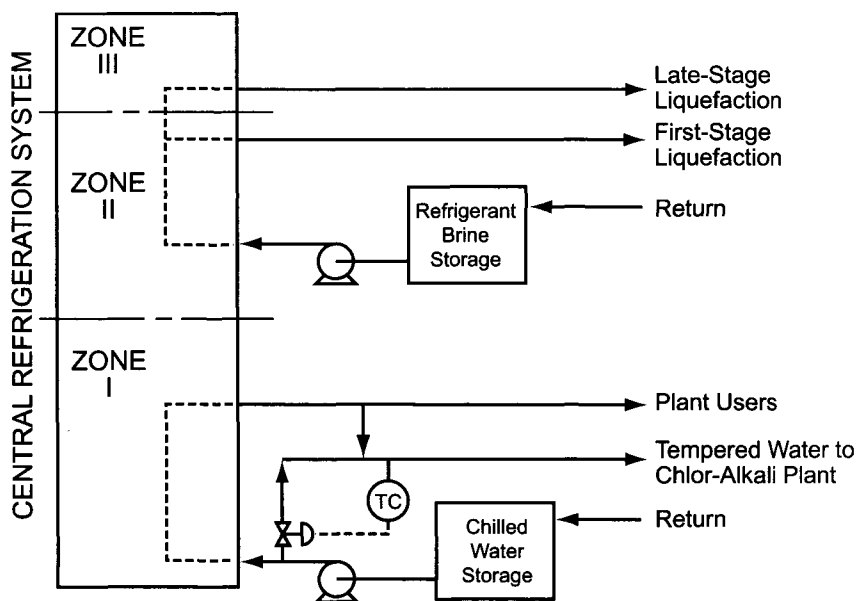 CENTRAL REFRIGERATION SYSTEM
ZONE
III
Late-Stage
Liquefaction
First-Stage
Liquefaction
ZONE
II
Refrigerant
Brine
Storage
Return
ZONE
I
Plant Users
Tempered Water to
Chlor-Alkali Plant
TC
Chilled
Water
Storage
Return